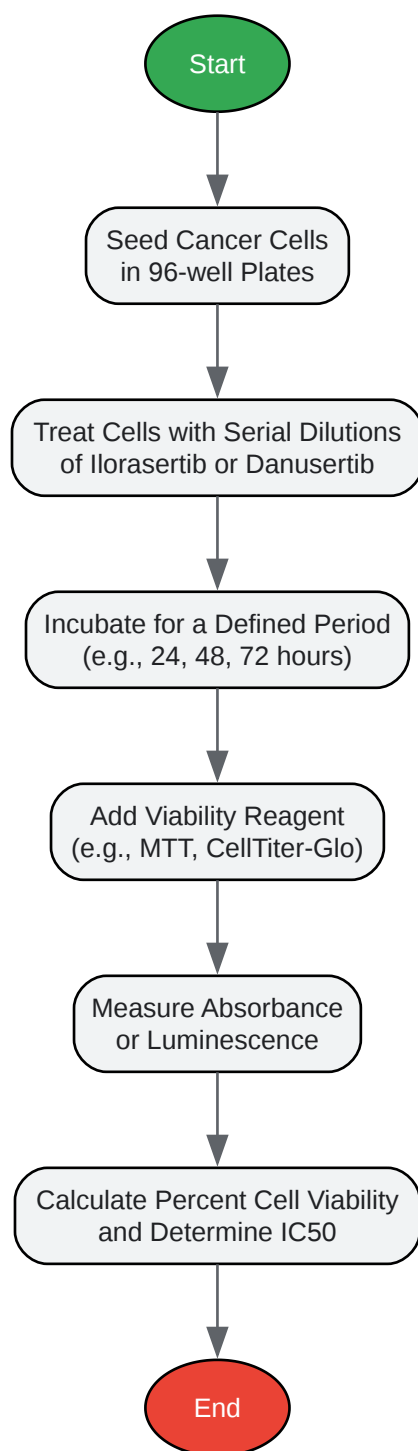 Start
Seed Cancer Cells
in 96-well Plates
Treat Cells with Serial Dilutions
of Ilorasertib or Danusertib
Incubate for a Defined Period
(e.g., 24, 48, 72 hours)
Add Viability Reagent
(e.g., MTT, CellTiter-Glo)
Measure Absorbance
or Luminescence
Calculate Percent Cell Viability
and Determine IC50
End